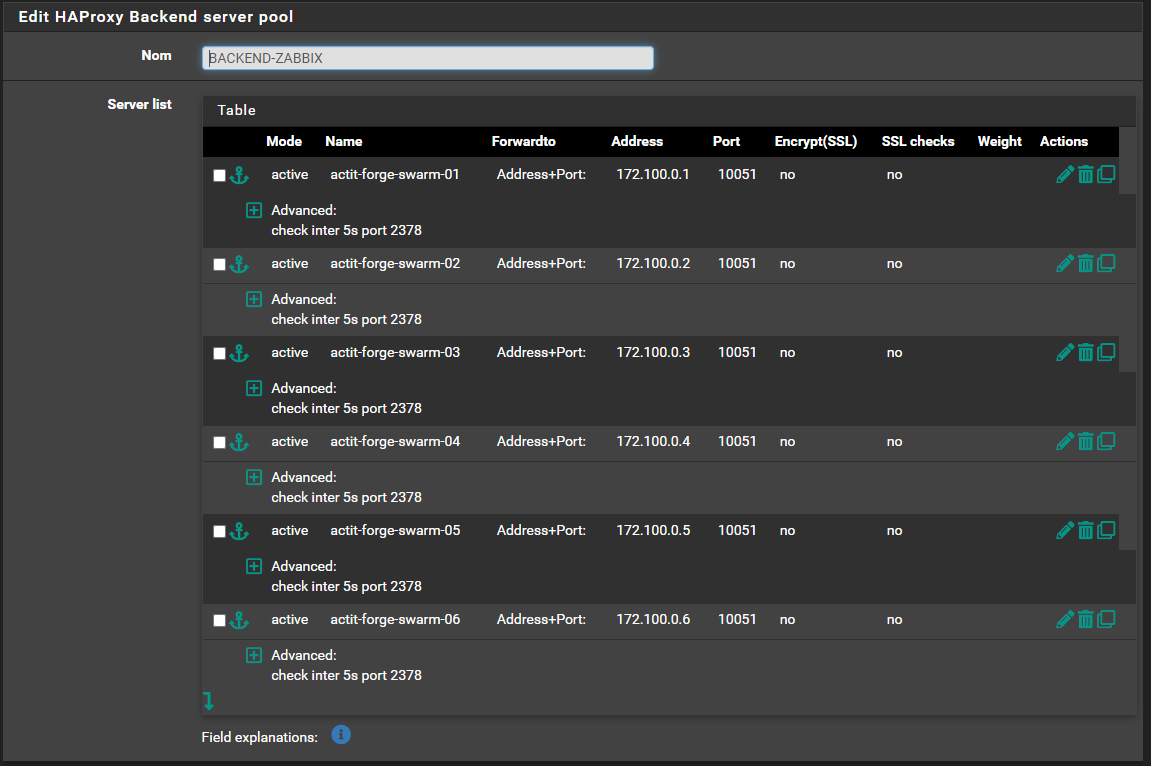 Edit HAProxy Backend server pool
Nom BACKEND-ZABBIX
Server list
Table
Mode Name Forwardto Address Port Encrypt(SSL) SSL checks Weight Actions
active actit-forge-swarm-01 Address+Port: 172.100.0.1 10051 no no
Advanced:
check inter 5s port 2378
active actit-forge-swarm-02 Address+Port: 172.100.0.2 10051 no no
Advanced:
check inter 5s port 2378
active actit-forge-swarm-03 Address+Port: 172.100.0.3 10051 no no
Advanced:
check inter 5s port 2378
active actit-forge-swarm-04 Address+Port: 172.100.0.4 10051 no no
Advanced:
check inter 5s port 2378
active actit-forge-swarm-05 Address+Port: 172.100.0.5 10051 no no
Advanced:
check inter 5s port 2378
active actit-forge-swarm-06 Address+Port: 172.100.0.6 10051 no no
Advanced:
check inter 5s port 2378
Field explanations: